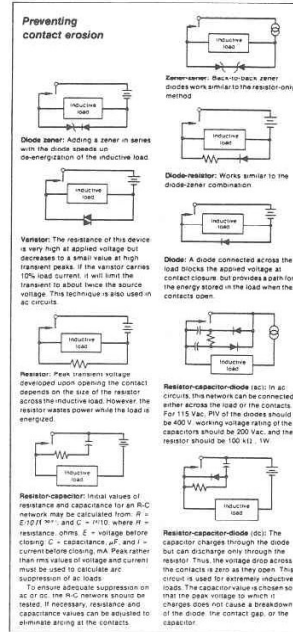 Preventing
contact erosion
Inductive
load
Diode zener: Adding a zener in series
with the diode speeds up
de-energization of the inductive load.
Inductive
load
Varistor: The resistance of this device
is very high at applied voltage but
decreases to a small value at high
transient peaks. If the varistor carries
10% load current, it will limit the
transient to about twice the source
voltage. This technique is also used in
ac circuits.
Inductive
load
Resistor: Peak transient voltage
developed upon opening the contact
depends on the size of the resistor
across the inductive load. However, the
resistor wastes power while the load is
energized.
Inductive
load
Resistor-capacitor: Initial values of
resistance and capacitance for an R-C
network may be calculated from: R =
and C = I²/10, where R =
resistance, ohms, E = voltage before
closing, C = capacitance, µF, and I =
current before closing, mA. Peak rather
than rms values of voltage and current
must be used to calculate arc
suppression of ac loads.
To ensure adequate suppression on
ac or dc, the R-C network should be
tested. If necessary, resistance and
capacitance values can be adjusted to
eliminate arcing at the contacts.
Inductive
load
Zener-zener: Back-to-back zener
diodes work similar to the resistor-only
method.
Inductive
load
Diode-resistor: Works similar to the
diode-zener combination.
Inductive
load
Diode: A diode connected across the
load blocks the applied voltage at
contact closure, but provides a path for
the energy stored in the load when the
contacts open.
Inductive
load
Resistor-capacitor-diode (ac): In ac
circuits, this network can be connected
either across the load or the contacts.
For 115 Vac, PIV of the diodes should
be 400 V, working voltage rating of the
capacitors should be 200 Vac, and the
resistor should be 100 kΩ, 1W.
Inductive
load
Resistor-capacitor-diode (dc): The
capacitor charges through the diode
but can discharge only through the
resistor. Thus, the voltage drop across
the contacts is zero as they open. This
circuit is used for extremely inductive
loads. The capacitor value is chosen so
that the peak voltage to which it
charges does not cause a breakdown
of the diode, the contact gap, or the
capacitor.